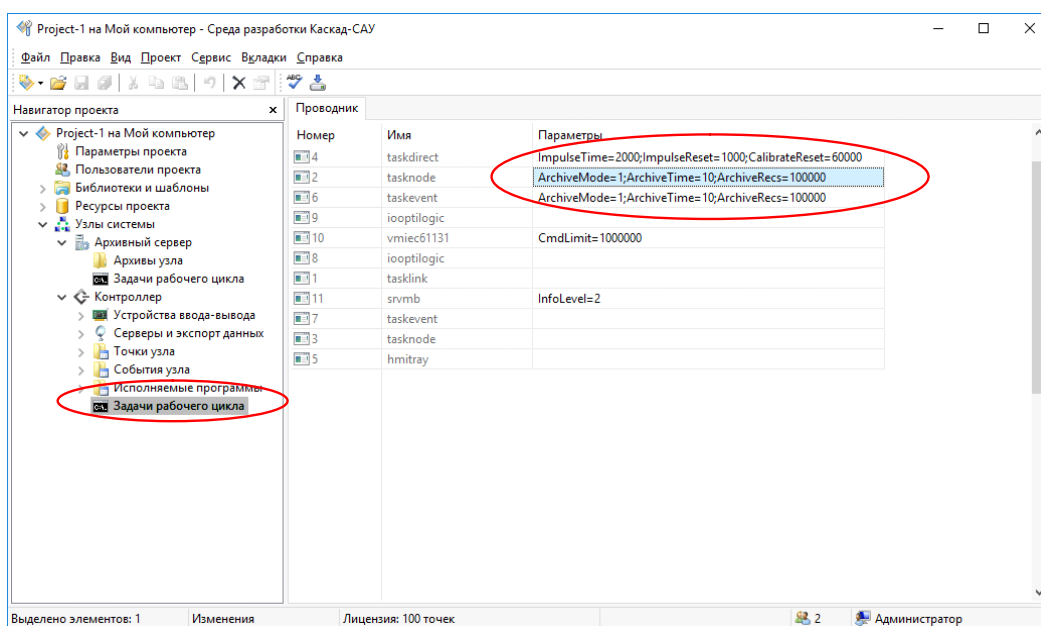 Project-1 на Мой компьютер - Среда разработки Каскад-САУ
Файл Правка Вид Проект Сервис Вкладки Справка
Навигатор проекта
Project-1 на Мой компьютер
Параметры проекта
Пользователи проекта
Библиотеки и шаблоны
Ресурсы проекта
Узлы системы
Архивный сервер
Архивы узла
Задачи рабочего цикла
Контроллер
Устройства ввода-вывода
Серверы и экспорт данных
Точки узла
События узла
Исполняемые программы
Задачи рабочего цикла
Проводник
Номер Имя Параметры
4 taskdirect ImpulseTime=2000;ImpulseReset=1000;CalibrateReset=60000
2 tasknode ArchiveMode=1;ArchiveTime=10;ArchiveRecs=100000
6 taskevent ArchiveMode=1;ArchiveTime=10;ArchiveRecs=100000
9 iooptilogic
10 vmiec61131 CmdLimit=1000000
8 iooptilogic
1 tasklink
11 srvmb InfoLevel=2
7 taskevent
3 tasknode
5 hmitray
Выделено элементов: 1 Изменения Лицензия: 100 точек 2 Администратор